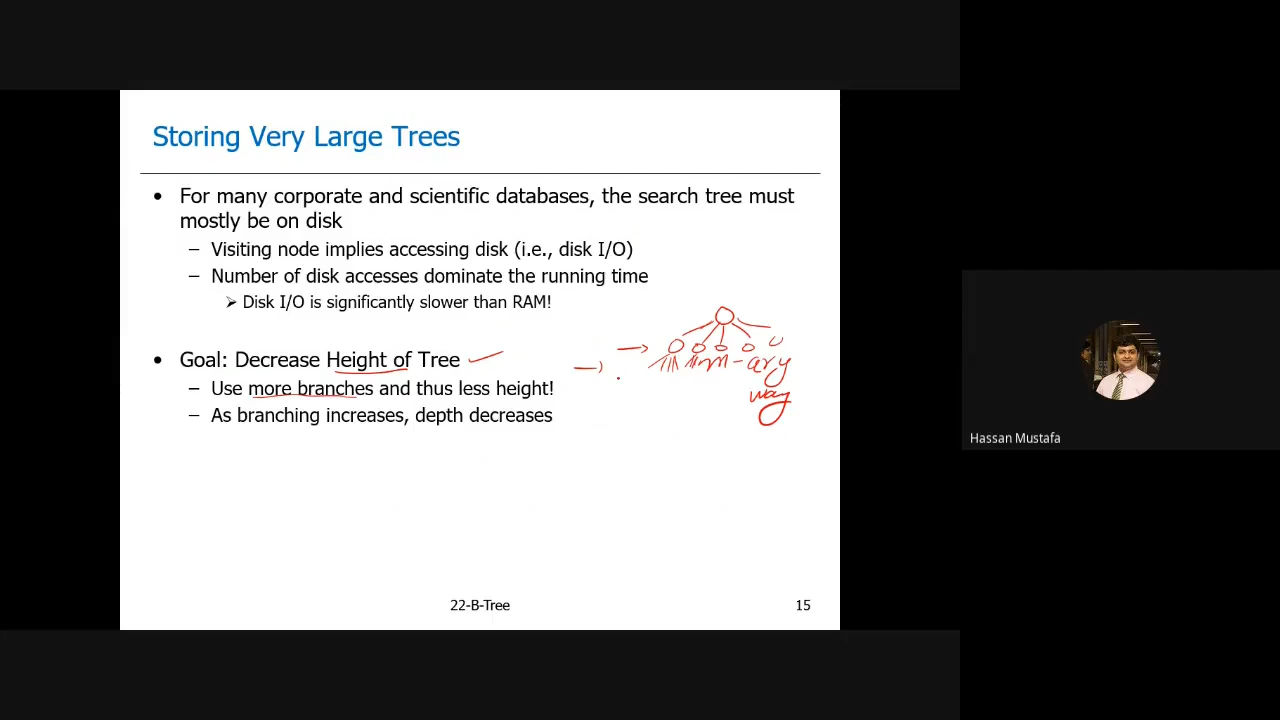 Storing Very Large Trees
• For many corporate and scientific databases, the search tree must
mostly be on disk
– Visiting node implies accessing disk (i.e., disk I/O)
– Number of disk accesses dominate the running time
➤ Disk I/O is significantly slower than RAM!
• Goal: Decrease Height of Tree
– Use more branches and thus less height!
– As branching increases, depth decreases
m-ary
way
22-B-Tree
15
Hassan Mustafa